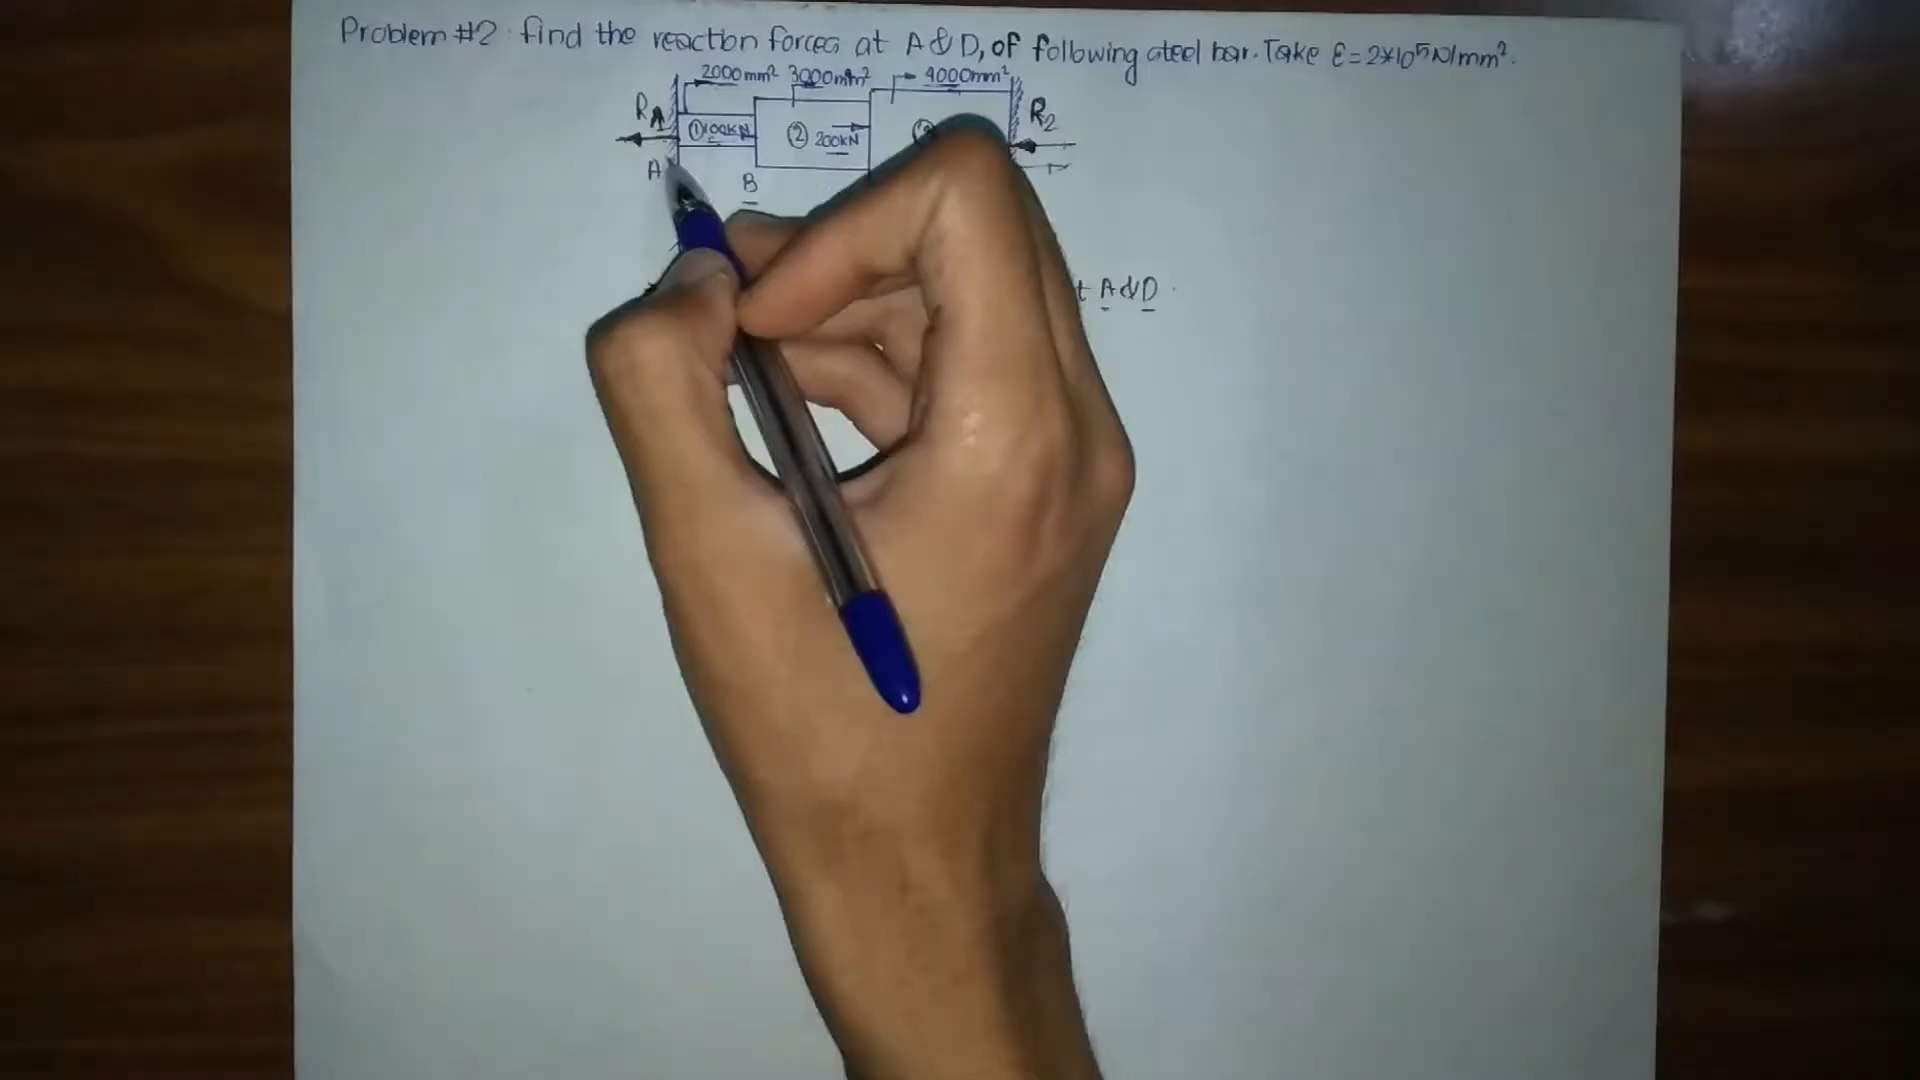 Problem #2: find the reaction forces at A & D, of following steel bar. Take E = 2*10⁵N/mm².
2000mm² 3000mm² 4000mm²
RA ① 100KN ② 200KN R2
A B
t A & D.